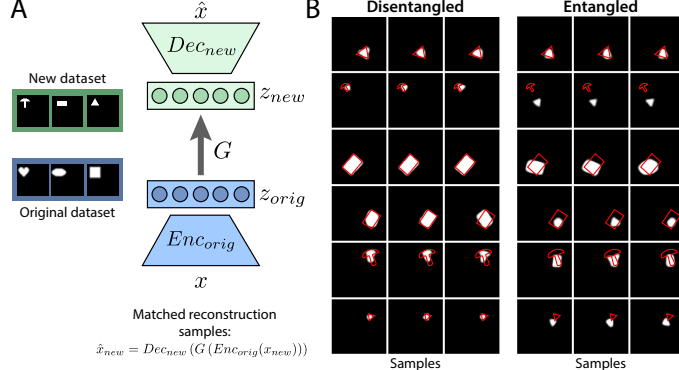 A
B
x̂
Dec_new
z_new
New dataset
G
Original dataset
z_orig
Enc_orig
x
Matched reconstruction
samples:
x̂_new = Dec_new (G (Enc_orig(x_new)))
Disentangled
Entangled
Samples
Samples